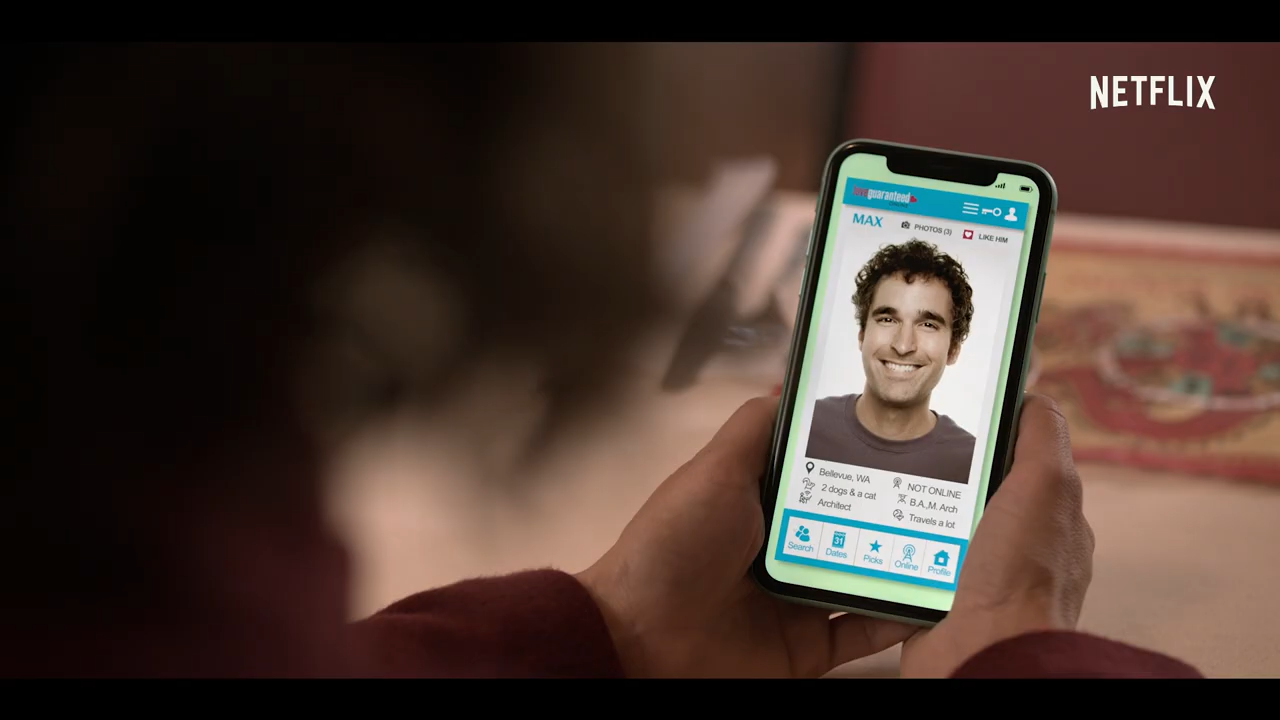 NETFLIX
guaranteed
MAX
PHOTOS (3)
LIKE HIM
Bellevue, WA
NOT ONLINE
2 dogs & a cat
B.A.,M. Arch
Architect
Travels a lot
31
Search
Dates
Picks
Online
Profile